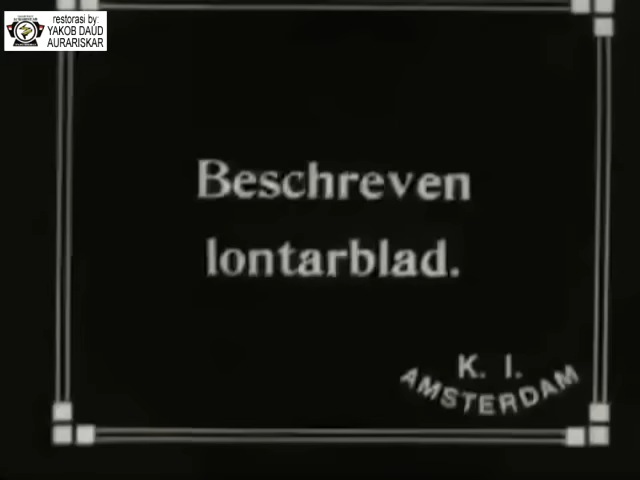 restorasi by:
YAKOB DAUD
AURARISKAR
Beschreven
lontarblad.
K. I.
AMSTERDAM